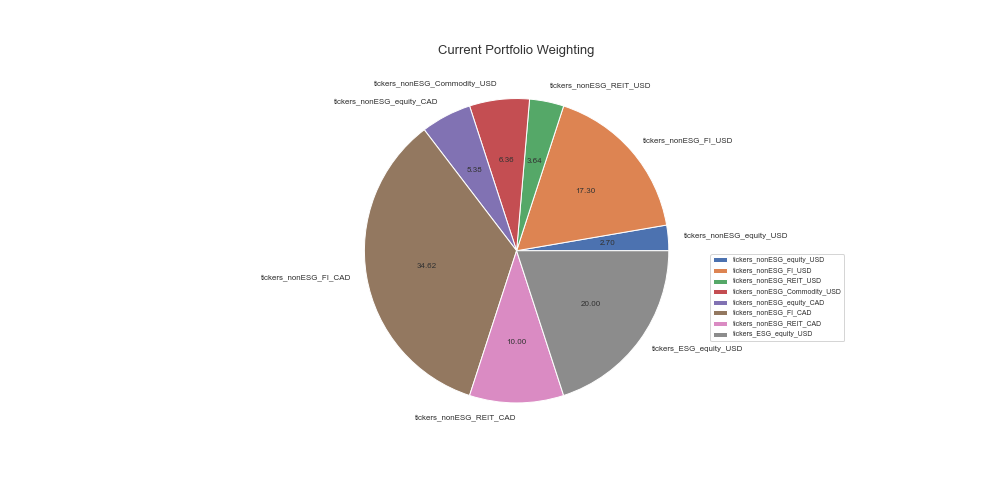 Current Portfolio Weighting
tickers_nonESG_Commodity_USD
tickers_nonESG_REIT_USD
tickers_nonESG_equity_CAD
tickers_nonESG_FI_USD
6.36
3.64
5.38
17.30
tickers_nonESG_equity_USD
2.70
tickers_nonESG_FI_CAD
34.62
20.00
10.00
tickers_ESG_equity_USD
tickers_nonESG_REIT_CAD
tickers_nonESG_equity_USD
tickers_nonESG_FI_USD
tickers_nonESG_REIT_USD
tickers_nonESG_Commodity_USD
tickers_nonESG_equity_CAD
tickers_nonESG_FI_CAD
tickers_nonESG_REIT_CAD
tickers_ESG_equity_USD